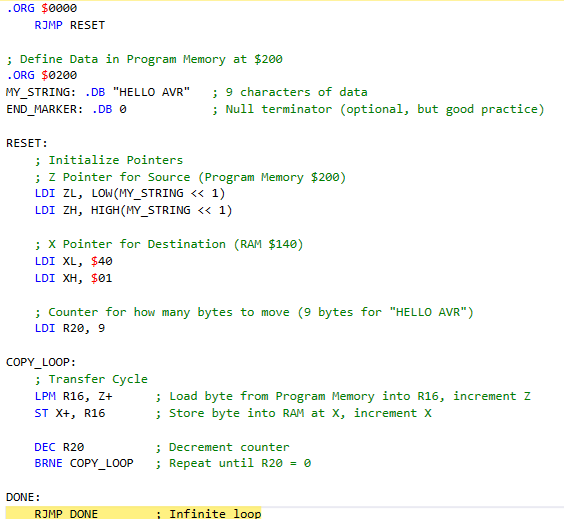 .ORG $0000
    RJMP RESET

; Define Data in Program Memory at $200
.ORG $0200
MY_STRING: .DB "HELLO AVR"   ; 9 characters of data
END_MARKER: .DB 0            ; Null terminator (optional, but good practice)

RESET:
    ; Initialize Pointers
    ; Z Pointer for Source (Program Memory $200)
    LDI ZL, LOW(MY_STRING << 1)
    LDI ZH, HIGH(MY_STRING << 1)

    ; X Pointer for Destination (RAM $140)
    LDI XL, $40
    LDI XH, $01

    ; Counter for how many bytes to move (9 bytes for "HELLO AVR")
    LDI R20, 9

COPY_LOOP:
    ; Transfer Cycle
    LPM R16, Z+      ; Load byte from Program Memory into R16, increment Z
    ST X+, R16       ; Store byte into RAM at X, increment X

    DEC R20          ; Decrement counter
    BRNE COPY_LOOP   ; Repeat until R20 = 0

DONE:
    RJMP DONE        ; Infinite loop